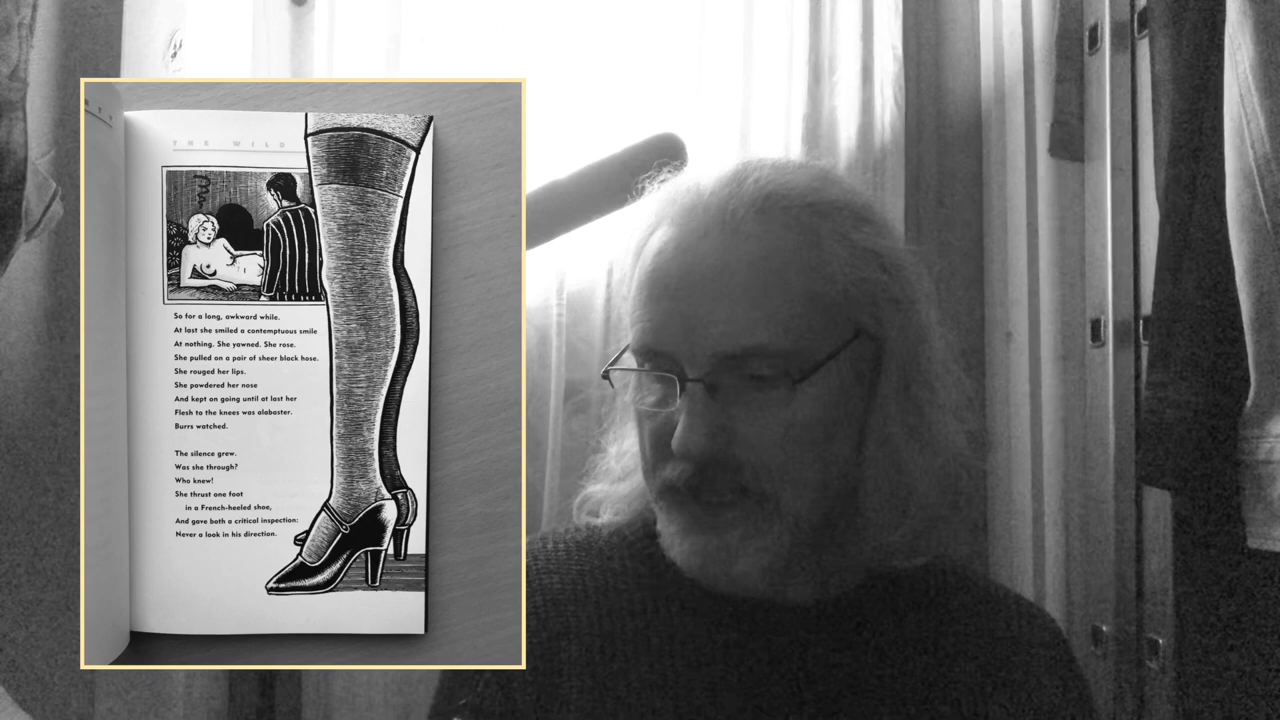 R T Y
THE WILD
So for a long, awkward while.
At last she smiled a contemptuous smile
At nothing. She yawned. She rose.
She pulled on a pair of sheer black hose.
She rouged her lips.
She powdered her nose
And kept on going until at last her
Flesh to the knees was alabaster.
Burrs watched.
The silence grew.
Was she through?
Who knew!
She thrust one foot
in a French-heeled shoe,
And gave both a critical inspection:
Never a look in his direction.